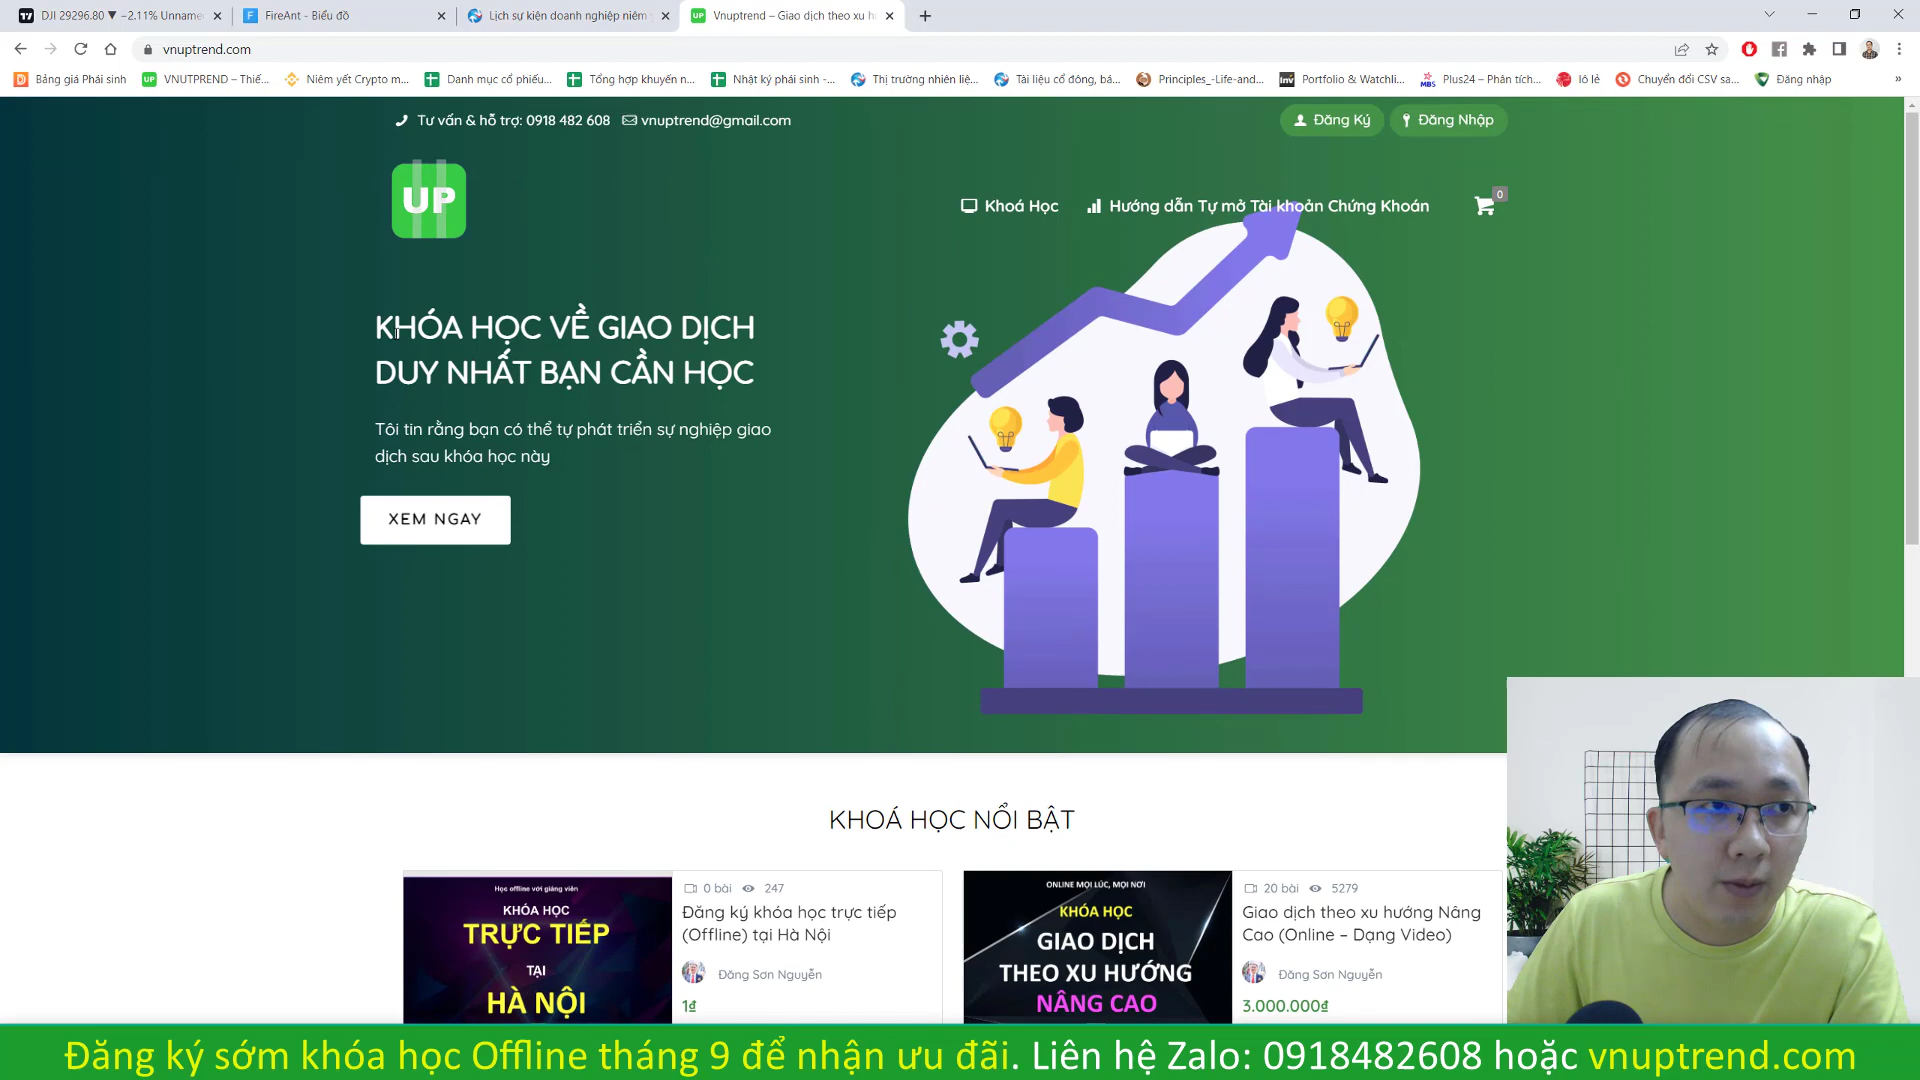 DJI 29296.80 ▼ −2.11% Unname
FireAnt - Biểu đồ
Lịch sự kiện doanh nghiệp niêm
Vnuptrend – Giao dịch theo xu h
vnuptrend.com
Bảng giá Phái sinh
VNUTPREND – Thiế...
Niêm yết Crypto m...
Danh mục cổ phiếu...
Tổng hợp khuyến n...
Nhật ký phái sinh -...
Thị trường nhiên liệ...
Tài liệu cổ đông, bá...
Principles_-Life-and...
Portfolio & Watchli...
Plus24 – Phân tích...
lô lẻ
Chuyển đổi CSV sa...
Đăng nhập
»
Tư vấn & hỗ trợ: 0918 482 608
vnuptrend@gmail.com
Đăng Ký
Đăng Nhập
UP
Khoá Học
Hướng dẫn Tự mở Tài khoản Chứng Khoán
0
KHÓA HỌC VỀ GIAO DỊCH
DUY NHẤT BẠN CẦN HỌC
Tôi tin rằng bạn có thể tự phát triển sự nghiệp giao
dịch sau khóa học này
XEM NGAY
KHOÁ HỌC NỔI BẬT
Học offline với giảng viên
KHÓA HỌC
TRỰC TIẾP
TẠI
HÀ NỘI
0 bài 247
Đăng ký khóa học trực tiếp
(Offline) tại Hà Nội
Đăng Sơn Nguyễn
1₫
ONLINE MỌI LÚC, MỌI NƠI
KHÓA HỌC
GIAO DỊCH
THEO XU HƯỚNG
NÂNG CAO
20 bài 5279
Giao dịch theo xu hướng Nâng
Cao (Online – Dạng Video)
Đăng Sơn Nguyễn
3.000.000₫
Đăng ký sớm khóa học Offline tháng 9 để nhận ưu đãi. Liên hệ Zalo: 0918482608 hoặc vnuptrend.com